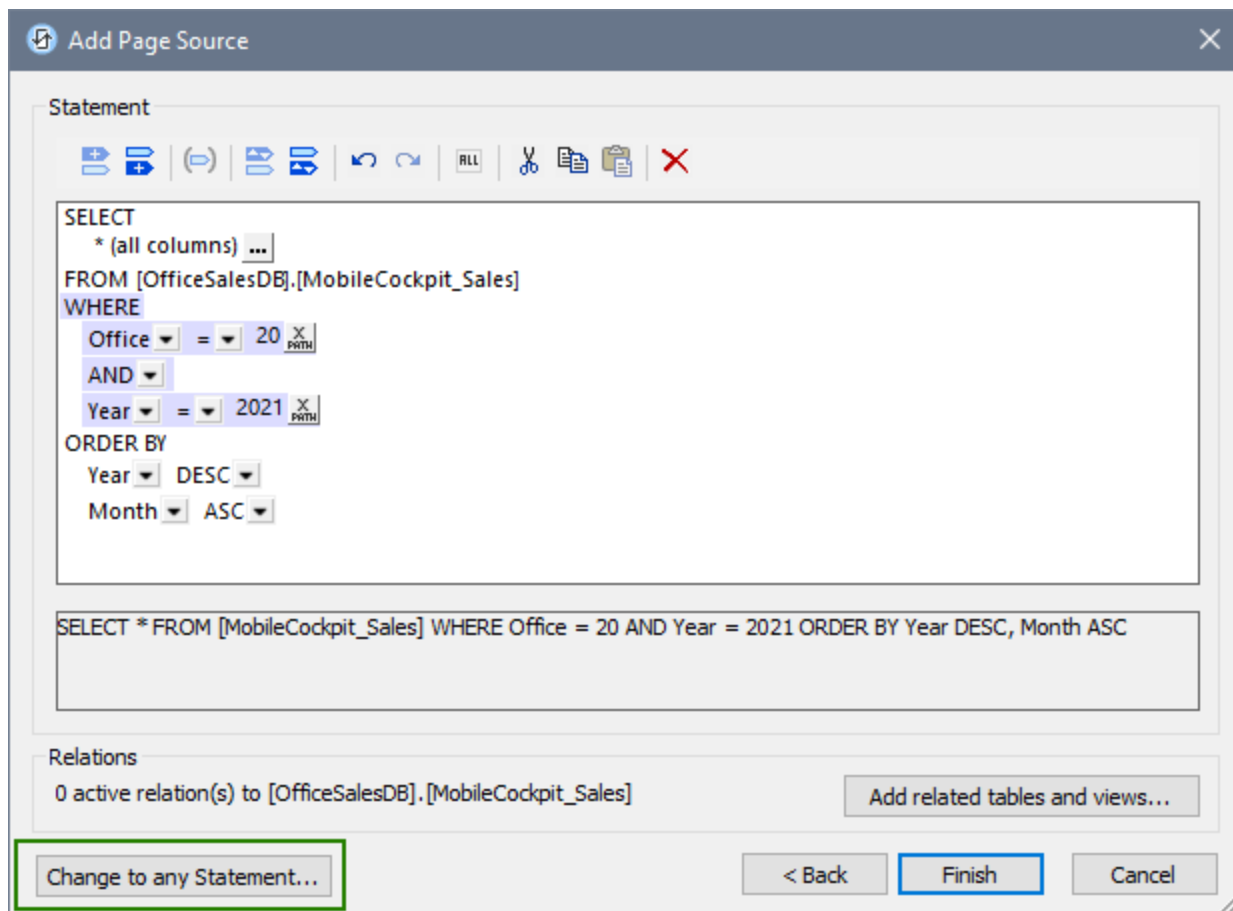 Add Page Source
Statement
ALL
SELECT
* (all columns) ...
FROM [OfficeSalesDB].[MobileCockpit_Sales]
WHERE
Office = 20 X PATH
AND
Year = 2021 X PATH
ORDER BY
Year DESC
Month ASC
SELECT * FROM [MobileCockpit_Sales] WHERE Office = 20 AND Year = 2021 ORDER BY Year DESC, Month ASC
Relations
0 active relation(s) to [OfficeSalesDB].[MobileCockpit_Sales] Add related tables and views...
Change to any Statement... < Back Finish Cancel